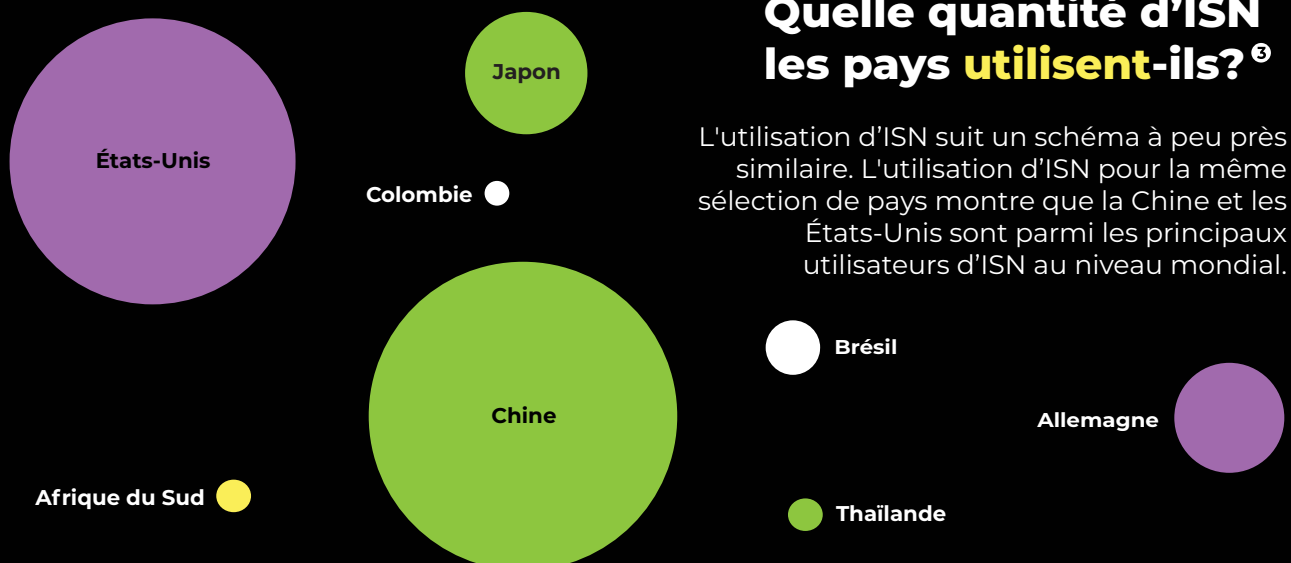 Quelle quantité d’ISN
les pays utilisent-ils?❸
L'utilisation d’ISN suit un schéma à peu près
similaire. L'utilisation d’ISN pour la même
sélection de pays montre que la Chine et les
États-Unis sont parmi les principaux
utilisateurs d’ISN au niveau mondial.
États-Unis
Japon
Colombie
Chine
Afrique du Sud
Brésil
Allemagne
Thaïlande